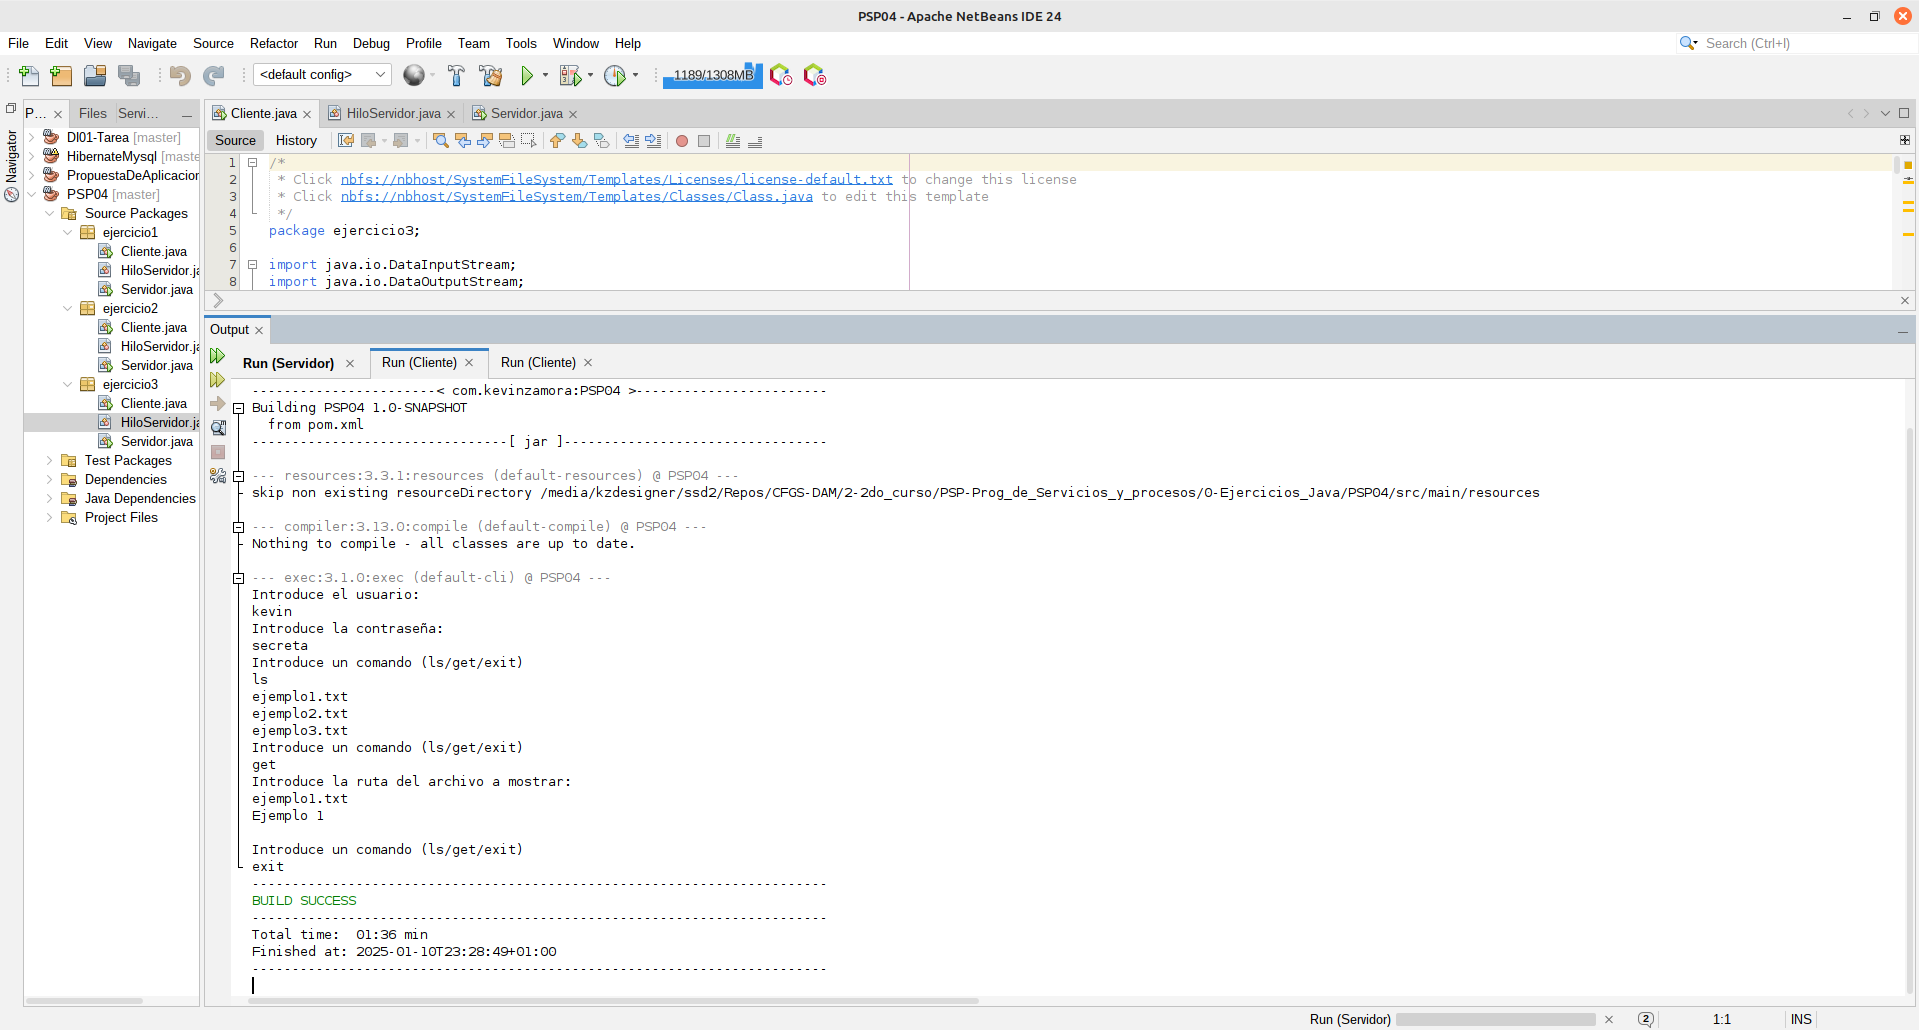 PSP04 - Apache NetBeans IDE 24
File Edit View Navigate Source Refactor Run Debug Profile Team Tools Window Help
Search (Ctrl+I)
<default config>
1189/1308MB
P... Files Servi...
Navigator
DI01-Tarea [master]
HibernateMysql [maste
PropuestaDeAplicacior
PSP04 [master]
Source Packages
ejercicio1
Cliente.java
HiloServidor.ja
Servidor.java
ejercicio2
Cliente.java
HiloServidor.ja
Servidor.java
ejercicio3
Cliente.java
HiloServidor.ja
Servidor.java
Test Packages
Dependencies
Java Dependencies
Project Files
Cliente.java HiloServidor.java Servidor.java
Source History
1 /*
2 * Click nbfs://nbhost/SystemFileSystem/Templates/Licenses/license-default.txt to change this license
3 * Click nbfs://nbhost/SystemFileSystem/Templates/Classes/Class.java to edit this template
4 */
5 package ejercicio3;
6
7 import java.io.DataInputStream;
8 import java.io.DataOutputStream;
Output
Run (Servidor) Run (Cliente) Run (Cliente)
-----------------------< com.kevinzamora:PSP04 >------------------------
Building PSP04 1.0-SNAPSHOT
from pom.xml
--------------------------------[ jar ]---------------------------------
--- resources:3.3.1:resources (default-resources) @ PSP04 ---
skip non existing resourceDirectory /media/kzdesigner/ssd2/Repos/CFGS-DAM/2-2do_curso/PSP-Prog_de_Servicios_y_procesos/0-Ejercicios_Java/PSP04/src/main/resources
--- compiler:3.13.0:compile (default-compile) @ PSP04 ---
Nothing to compile - all classes are up to date.
--- exec:3.1.0:exec (default-cli) @ PSP04 ---
Introduce el usuario:
kevin
Introduce la contraseña:
secreta
Introduce un comando (ls/get/exit)
ls
ejemplo1.txt
ejemplo2.txt
ejemplo3.txt
Introduce un comando (ls/get/exit)
get
Introduce la ruta del archivo a mostrar:
ejemplo1.txt
Ejemplo 1
Introduce un comando (ls/get/exit)
exit
------------------------------------------------------------------------
BUILD SUCCESS
------------------------------------------------------------------------
Total time:  01:36 min
Finished at: 2025-01-10T23:28:49+01:00
------------------------------------------------------------------------
Run (Servidor) 2 1:1 INS